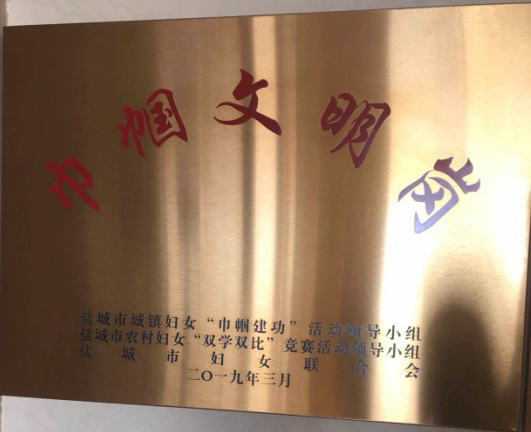 巾帼文明岗
盐城市城镇妇女“巾帼建功”活动领导小组
盐城市农村妇女“双学双比”竞赛活动领导小组
盐城市妇女联合会
二〇一九年三月